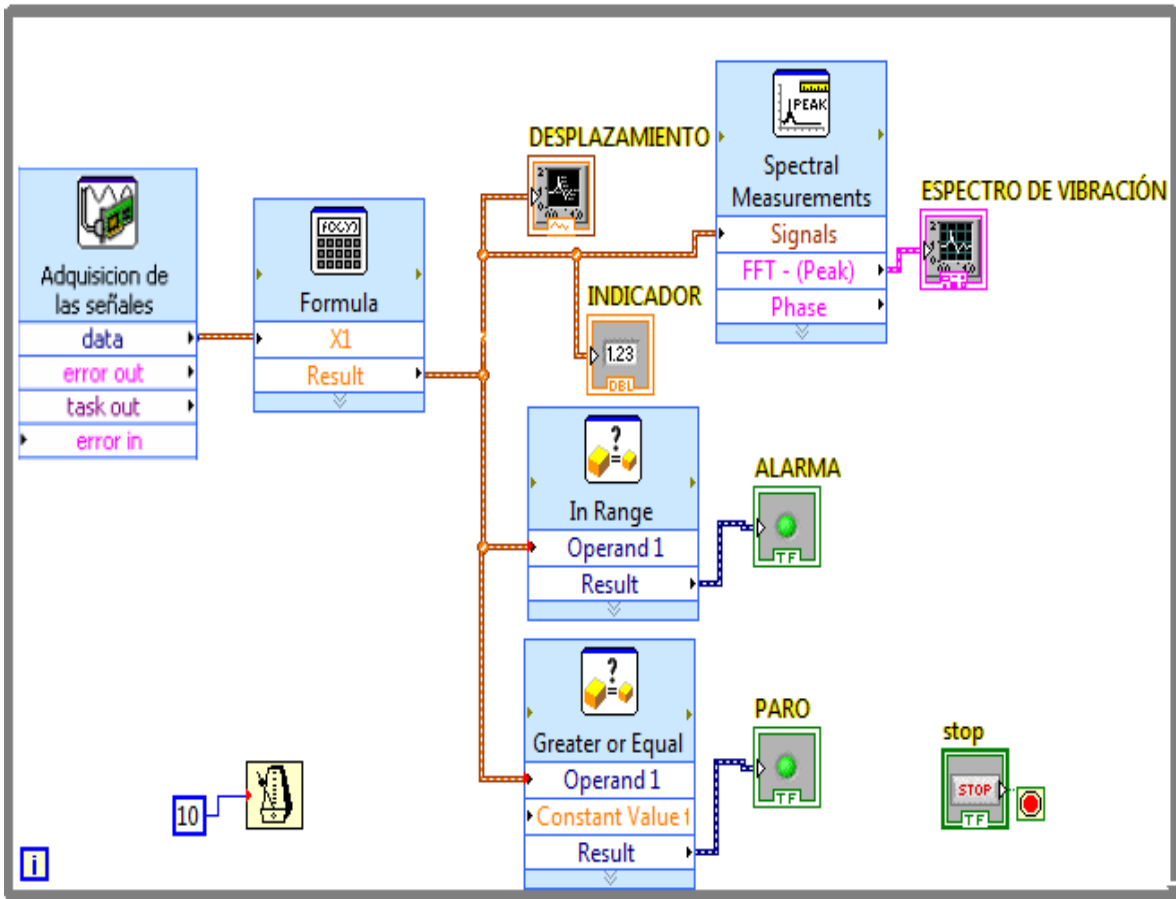 Adquisicion de
las señales
data
error out
task out
error in
f(x,y)
Formula
X1
Result
DESPLAZAMIENTO
INDICADOR
1.23
DBL
PEAK
Spectral
Measurements
Signals
FFT - (Peak)
Phase
ESPECTRO DE VIBRACIÓN
?
=
In Range
Operand 1
Result
ALARMA
TF
?
=
Greater or Equal
Operand 1
Constant Value
Result
PARO
TF
stop
STOP
TF
10
i